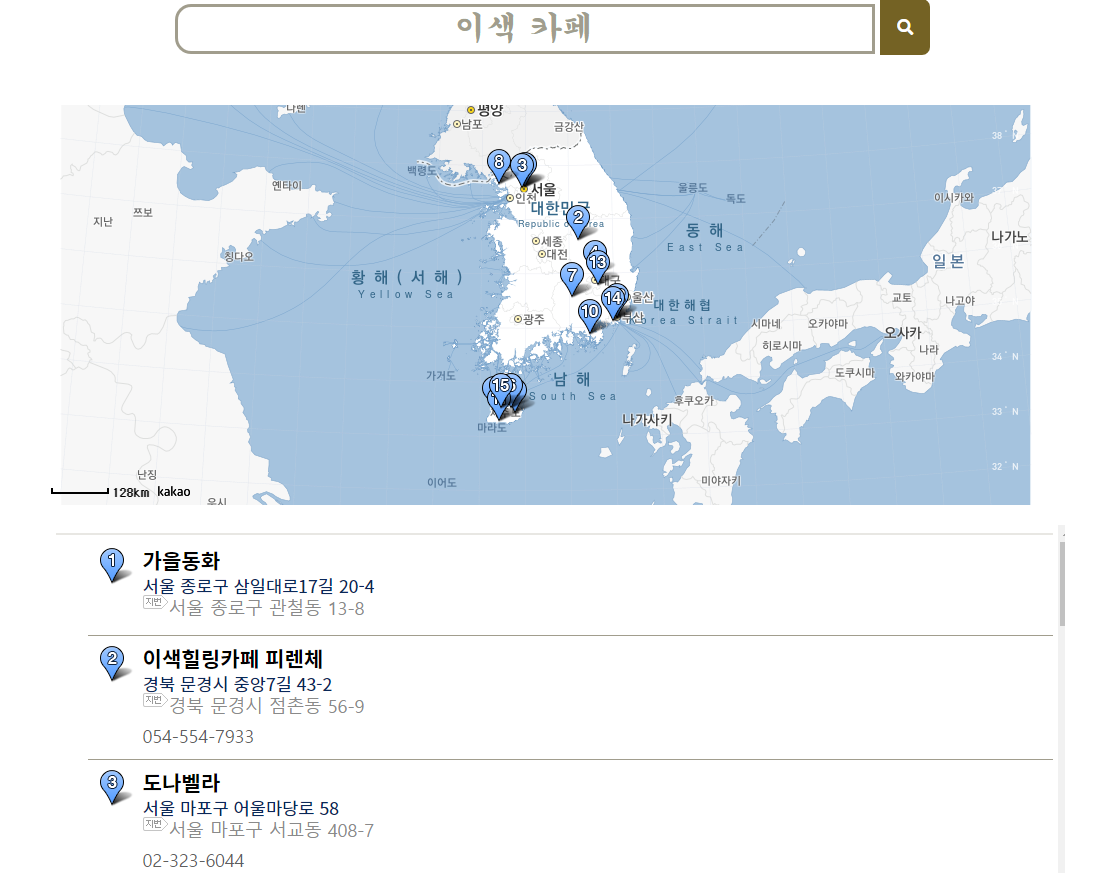 이색 카페
나렌
평양
남포
금강산
38° N
8
3
백령도
옌타이
서울
인천
대한민국
Republic of Korea
2
울릉도
독도
이시카와
지난
쯔보
동 해
East Sea
나가노
칭다오
세종
대전
일본
황 해 ( 서 해 )
Yellow Sea
7
13
울산
14
대한해협
Korea Strait
교토
나고야
10
광주
시마네
오카야마
오사카
히로시마
나라
34° N
가거도
남 해
South Sea
15
도쿠시마
와카야마
후쿠오카
33° N
나가사키
마라도
32° N
난징
이어도
미야자키
128km kakao
1
가을동화
서울 종로구 삼일대로17길 20-4
지번 서울 종로구 관철동 13-8
2
이색힐링카페 피렌체
경북 문경시 중앙7길 43-2
지번 경북 문경시 점촌동 56-9
054-554-7933
3
도나벨라
서울 마포구 어울마당로 58
지번 서울 마포구 서교동 408-7
02-323-6044